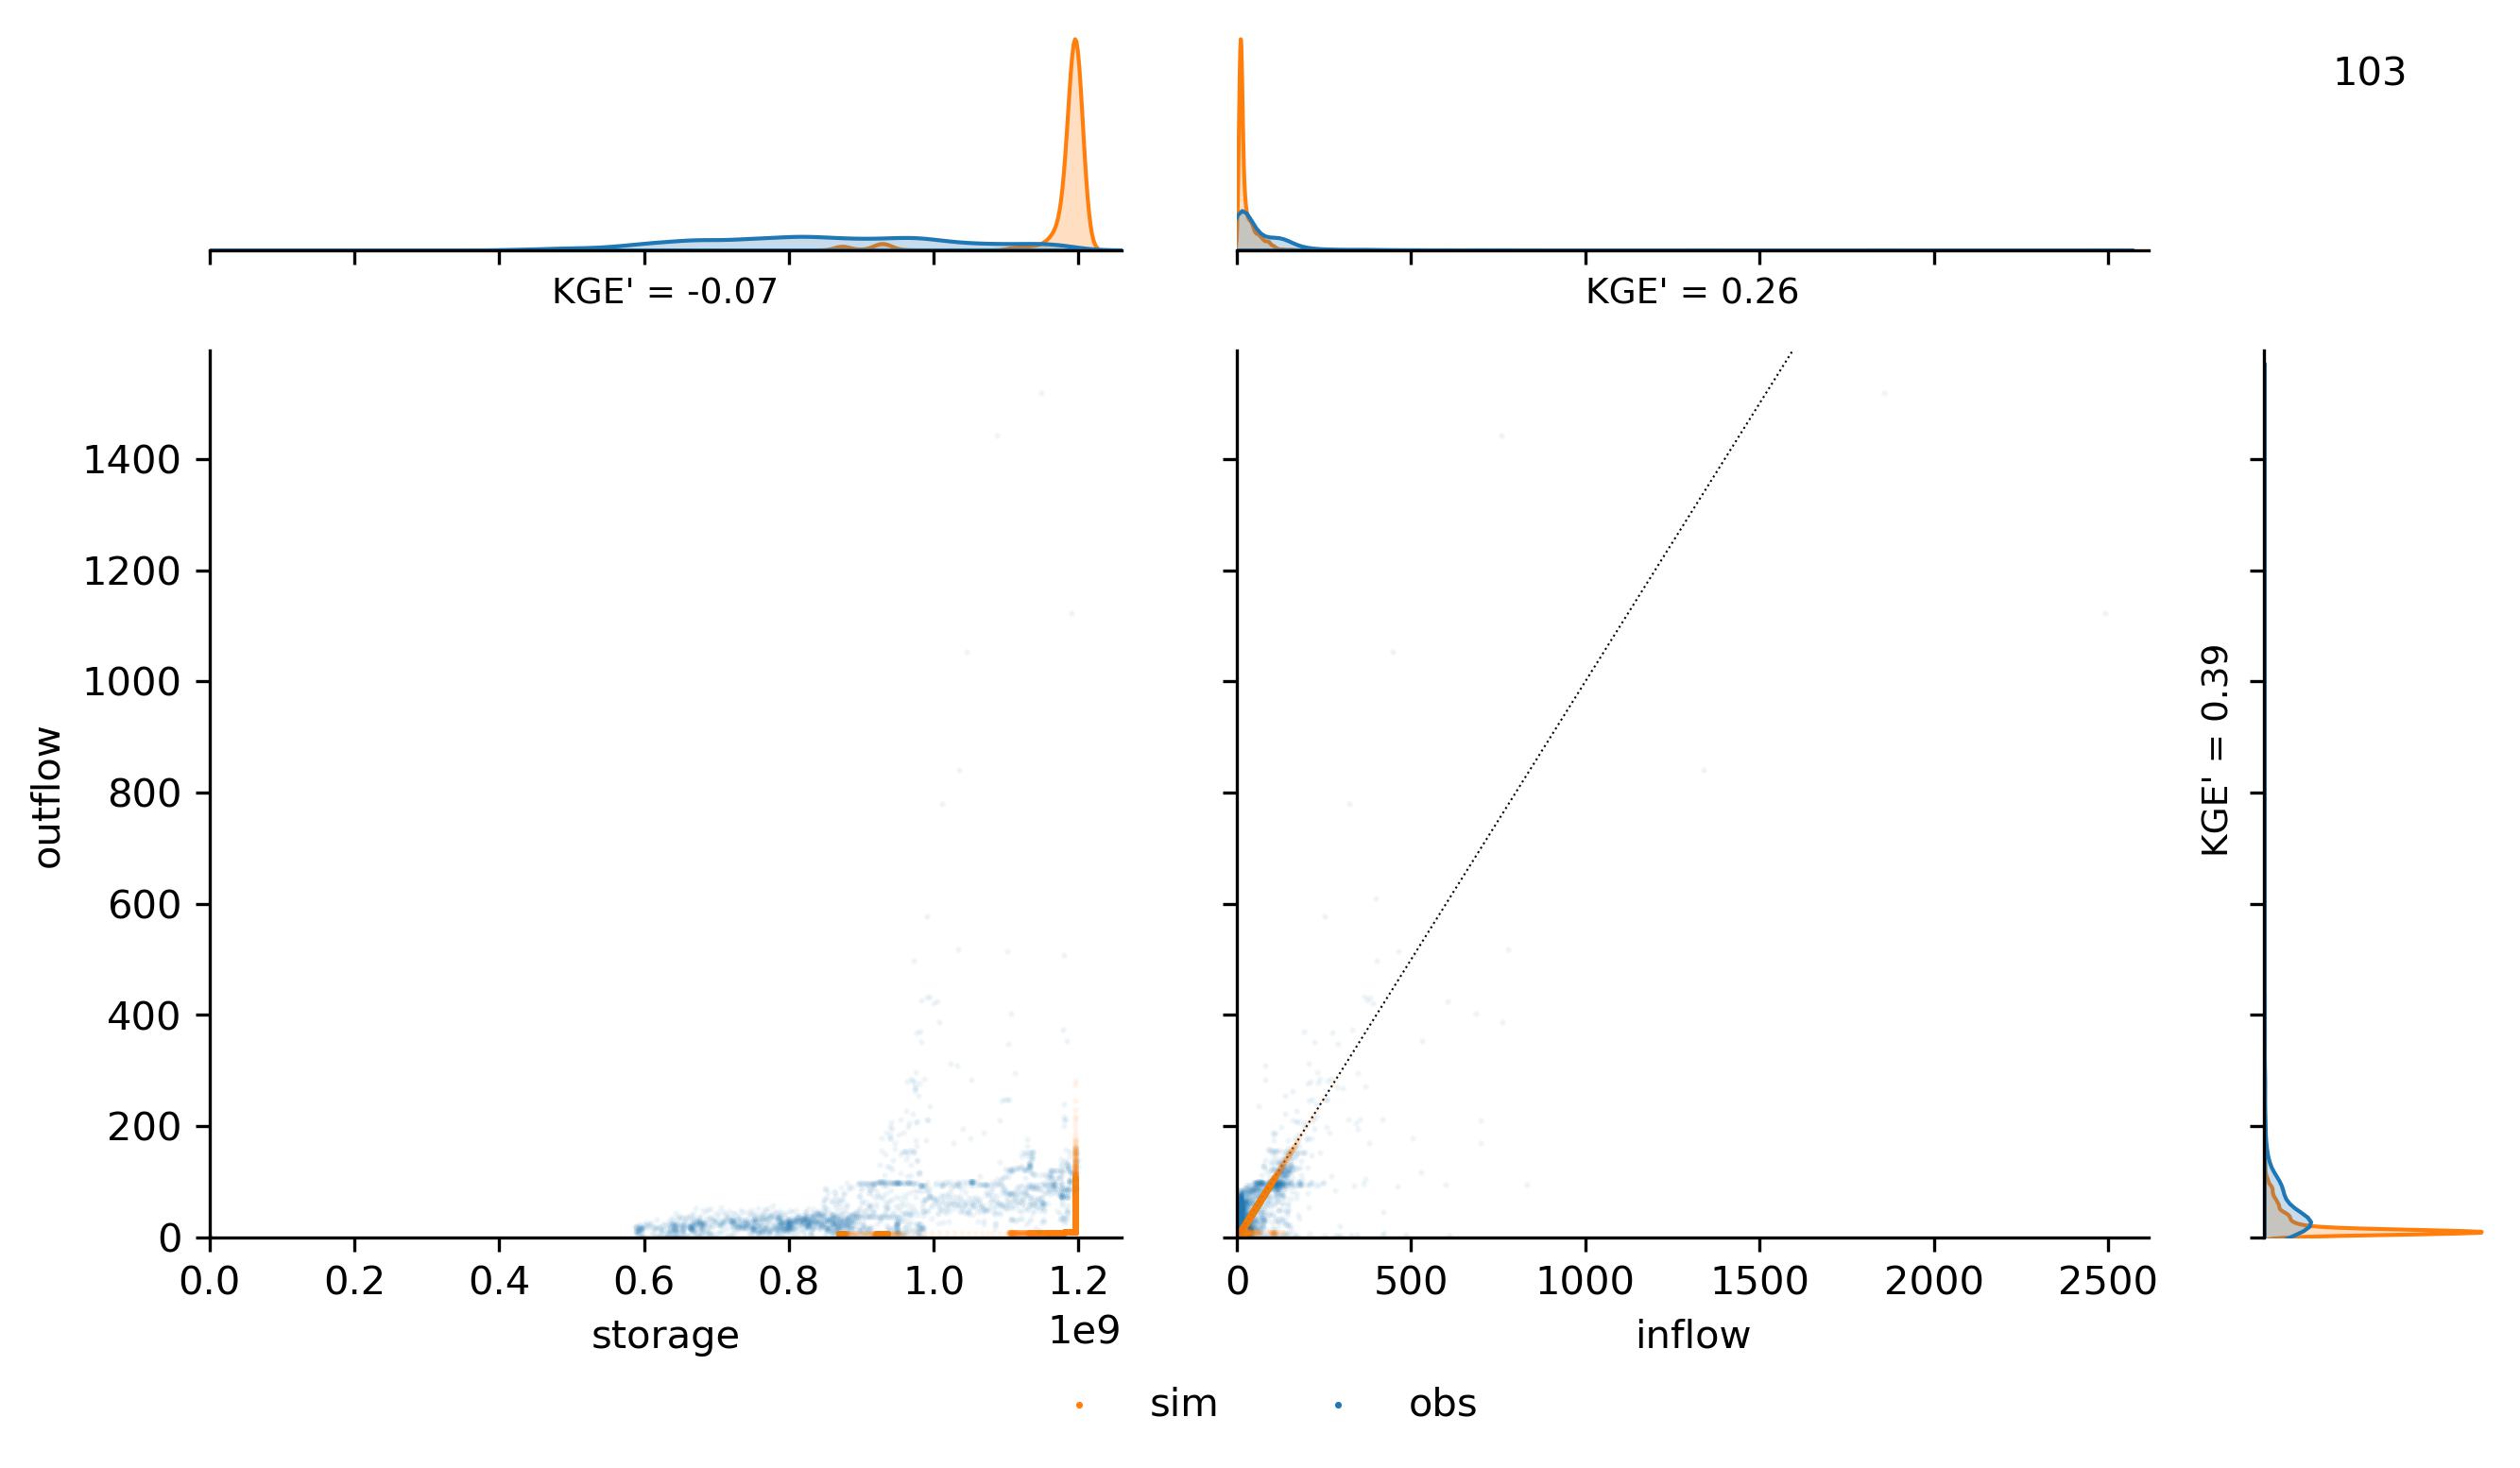 103
KGE' = -0.07
KGE' = 0.26
1400
1200
1000
800
600
400
200
0
outflow
KGE' = 0.39
0.0 0.2 0.4 0.6 0.8 1.0 1.2
1e9
storage
0 500 1000 1500 2000 2500
inflow
sim obs